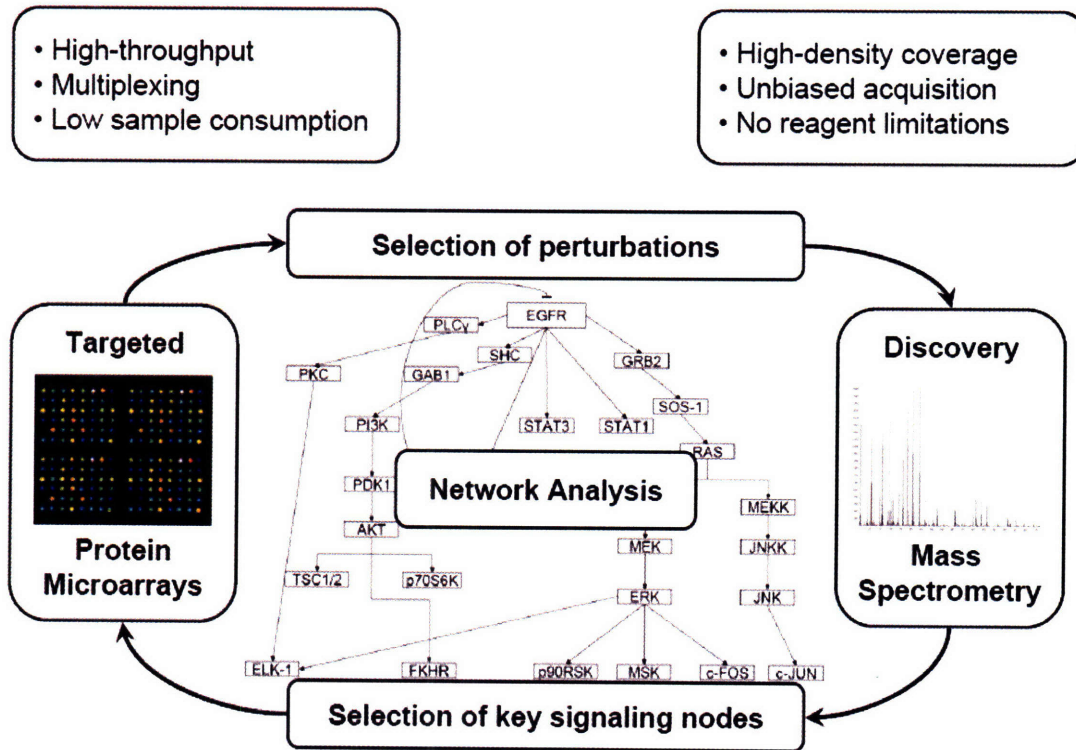 • High-throughput
• Multiplexing
• Low sample consumption
• High-density coverage
• Unbiased acquisition
• No reagent limitations
Selection of perturbations
Targeted
Protein
Microarrays
EGFR
PLCγ
SHC
GRB2
PKC
GAB1
SOS-1
PI3K
STAT3
STAT1
RAS
PDK1
Network Analysis
MEKK
AKT
MEK
JNKK
TSC1/2
p70S6K
ERK
JNK
ELK-1
FKHR
p90RSK
MSK
c-FOS
c-JUN
Discovery
Mass
Spectrometry
Selection of key signaling nodes